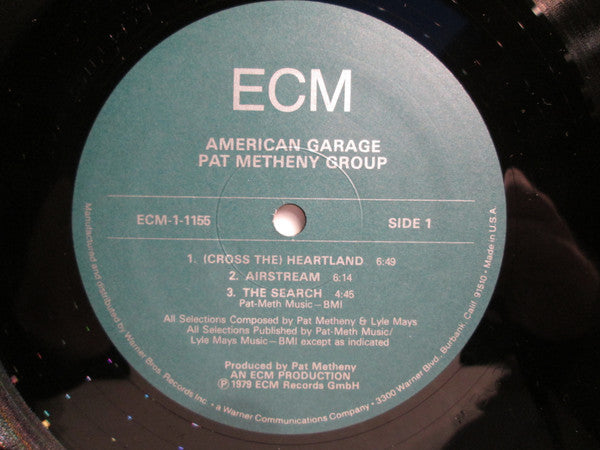 ECM
AMERICAN GARAGE
PAT METHENY GROUP
ECM-1-1155
SIDE 1
1. (CROSS THE) HEARTLAND 6:49
2. AIRSTREAM 6:14
3. THE SEARCH 4:45
Pat-Meth Music–BMI
All Selections Composed by Pat Metheny & Lyle Mays
All Selections Published by Pat-Meth Music/
Lyle Mays Music–BMI except as indicated
Produced by Pat Metheny
AN ECM PRODUCTION
℗ 1979 ECM Records GmbH
Manufactured and distributed by Warner Bros. Records Inc. • a Warner Communications Company • 3300 Warner Blvd., Burbank, Calif. 91510 • Made in U.S.A.